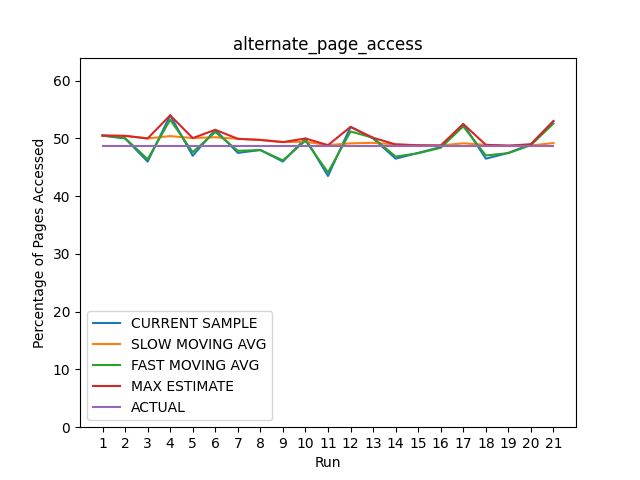 alternate_page_access
Percentage of Pages Accessed
60
50
40
30
20
10
0
CURRENT SAMPLE
SLOW MOVING AVG
FAST MOVING AVG
MAX ESTIMATE
ACTUAL
1 2 3 4 5 6 7 8 9 10 11 12 13 14 15 16 17 18 19 20 21
Run